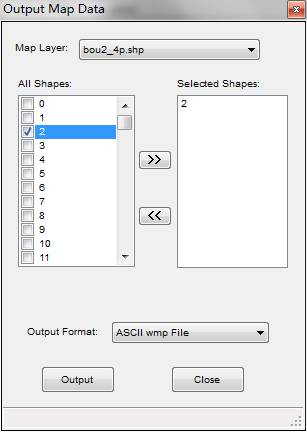 Output Map Data
Map Layer: bou2_4p.shp
All Shapes: Selected Shapes:
0 2
1
2
3
4
5
6
7
8
9
10
11
>>
<<
Output Format: ASCII wmp File
Output Close